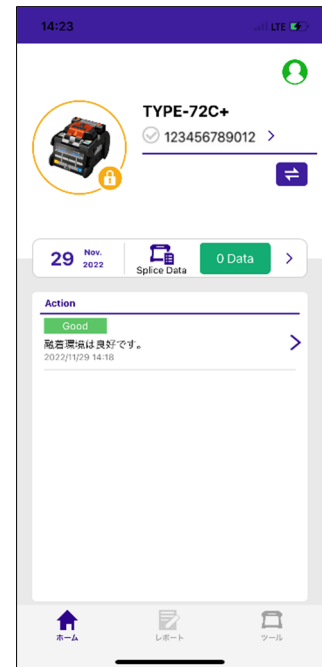 14:23
LTE
TYPE-72C+
123456789012
29 Nov. 2022
Splice Data
0 Data
Action
Good
融着環境は良好です。
2022/11/29 14:18
ホーム
レポート
ツール